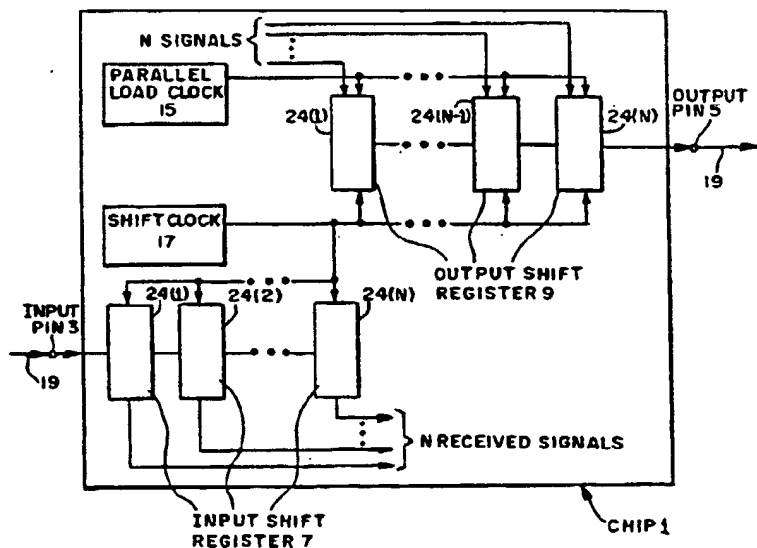 N SIGNALS
PARALLEL
LOAD CLOCK
15
24(1)
24(N-1)
24(N)
OUTPUT
PIN 5
19
SHIFT CLOCK
17
OUTPUT SHIFT
REGISTER 9
24(1)
24(2)
24(N)
INPUT
PIN 3
19
N RECEIVED SIGNALS
INPUT SHIFT
REGISTER 7
CHIP 1